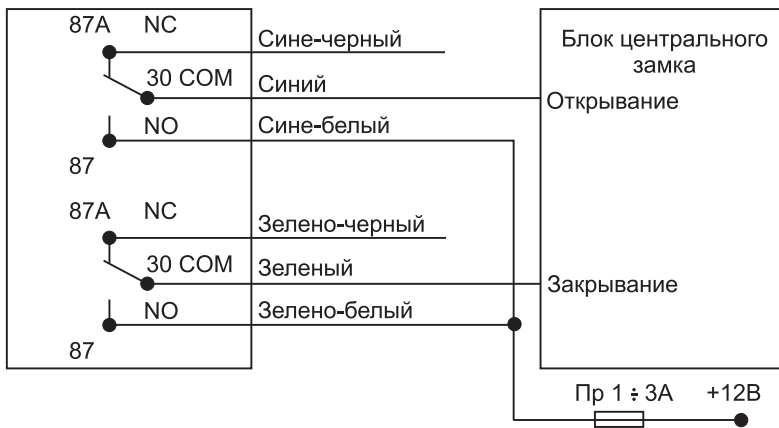 87A NC
Сине-черный
30 COM
Синий
NO
Сине-белый
87
87A NC
Зелено-черный
30 COM
Зеленый
NO
Зелено-белый
87
Блок центрального
замка
Открывание
Закрывание
Пр 1 ÷ 3А
+12В